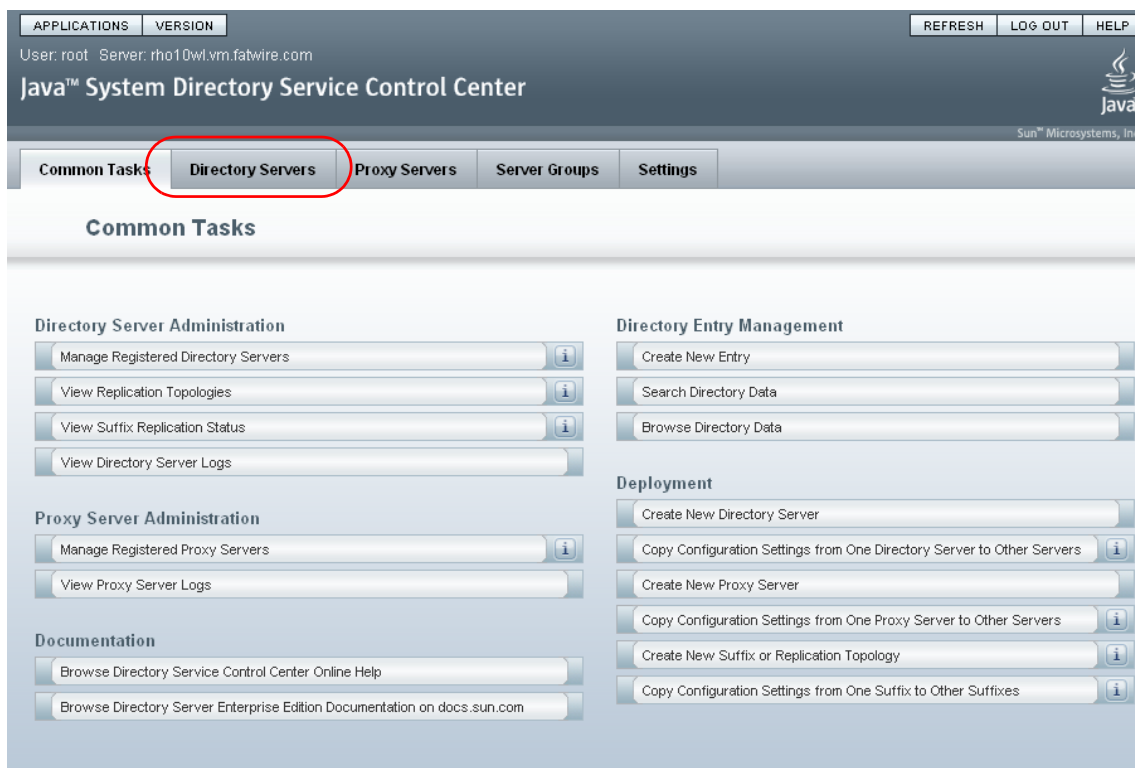 APPLICATIONS VERSION REFRESH LOG OUT HELP
User: root Server: rho10wl.vm.fatwire.com
Java™ System Directory Service Control Center
Java
Sun™ Microsystems, In
Common Tasks Directory Servers Proxy Servers Server Groups Settings
Common Tasks
Directory Server Administration
Manage Registered Directory Servers
View Replication Topologies
View Suffix Replication Status
View Directory Server Logs
Proxy Server Administration
Manage Registered Proxy Servers
View Proxy Server Logs
Documentation
Browse Directory Service Control Center Online Help
Browse Directory Server Enterprise Edition Documentation on docs.sun.com
Directory Entry Management
Create New Entry
Search Directory Data
Browse Directory Data
Deployment
Create New Directory Server
Copy Configuration Settings from One Directory Server to Other Servers
Create New Proxy Server
Copy Configuration Settings from One Proxy Server to Other Servers
Create New Suffix or Replication Topology
Copy Configuration Settings from One Suffix to Other Suffixes